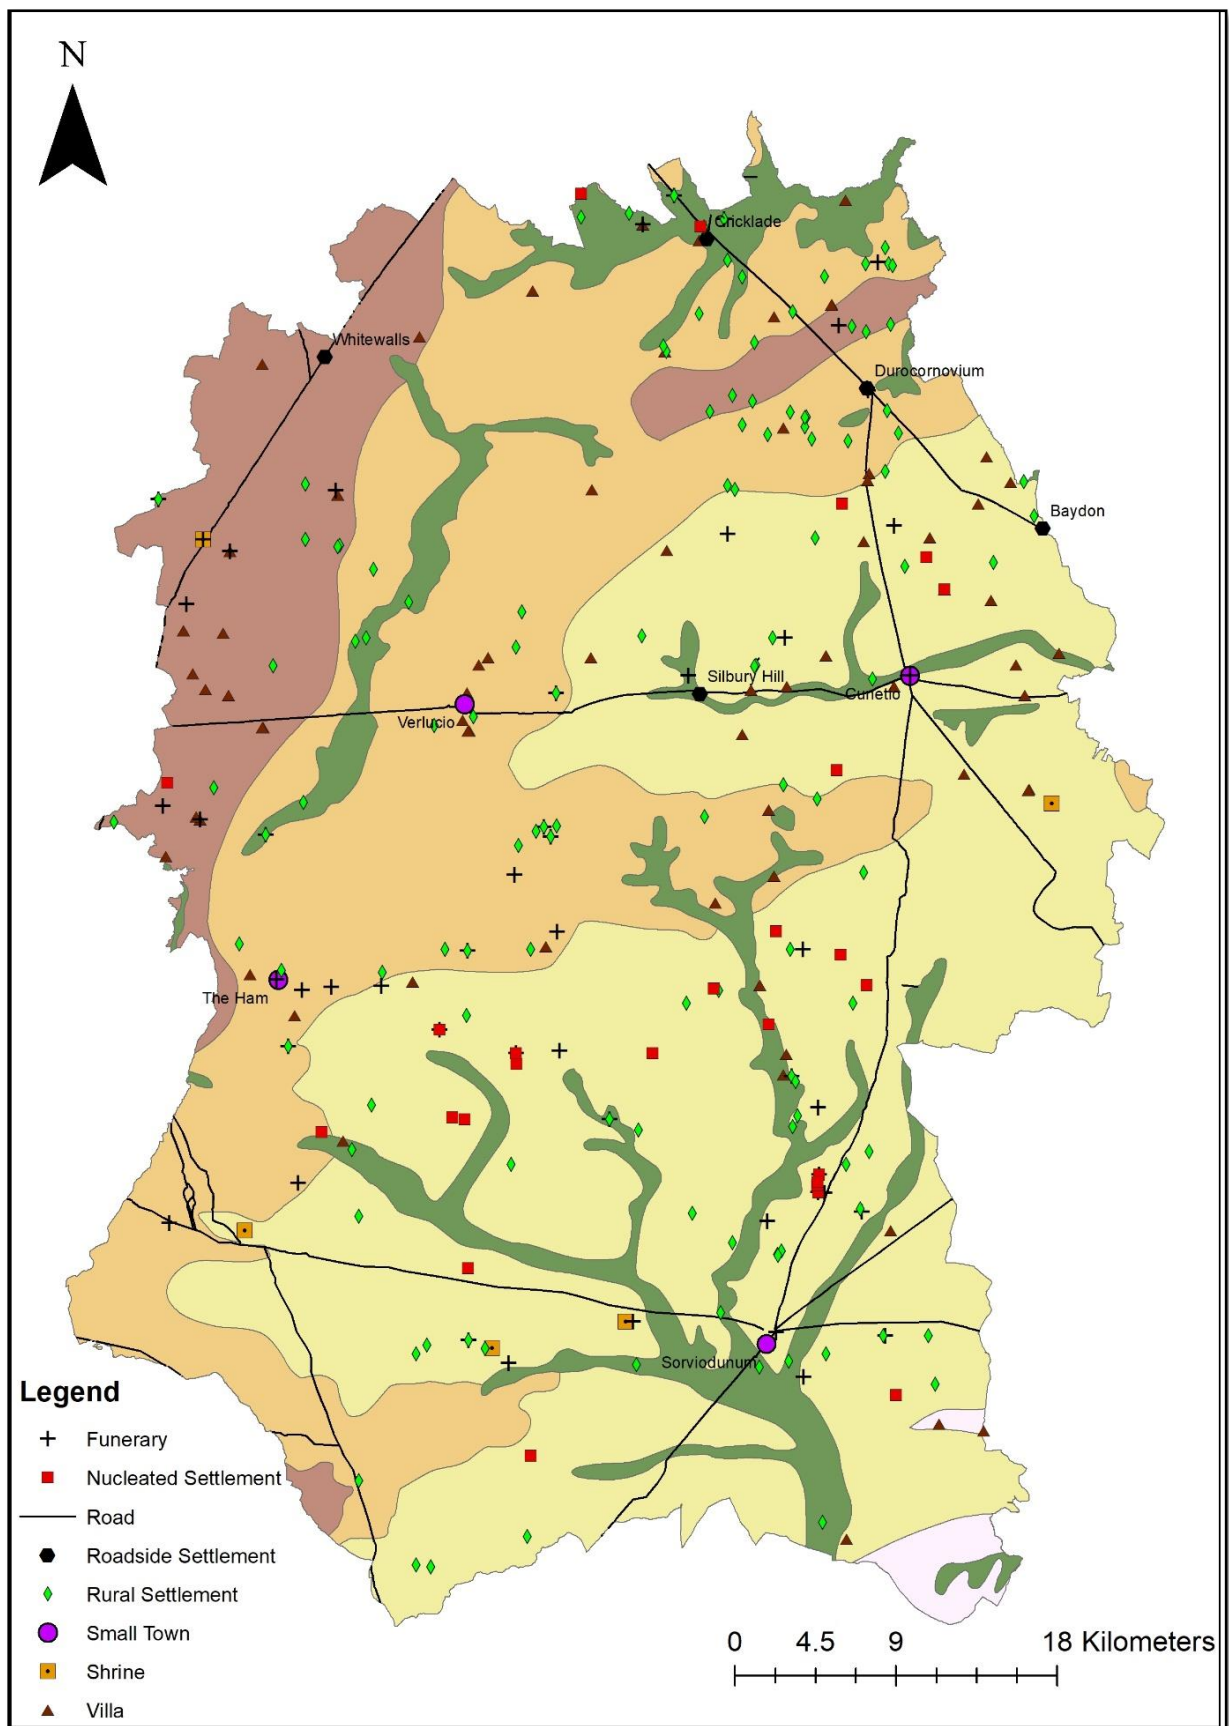 N
Cricklade
Whitewalls
Durocornovium
Baydon
Silbury Hill
Cunetio
Verlucio
The Ham
Sorviodunum
Legend
Funerary
Nucleated Settlement
Road
Roadside Settlement
Rural Settlement
Small Town
Shrine
Villa
0 4.5 9 18 Kilometers